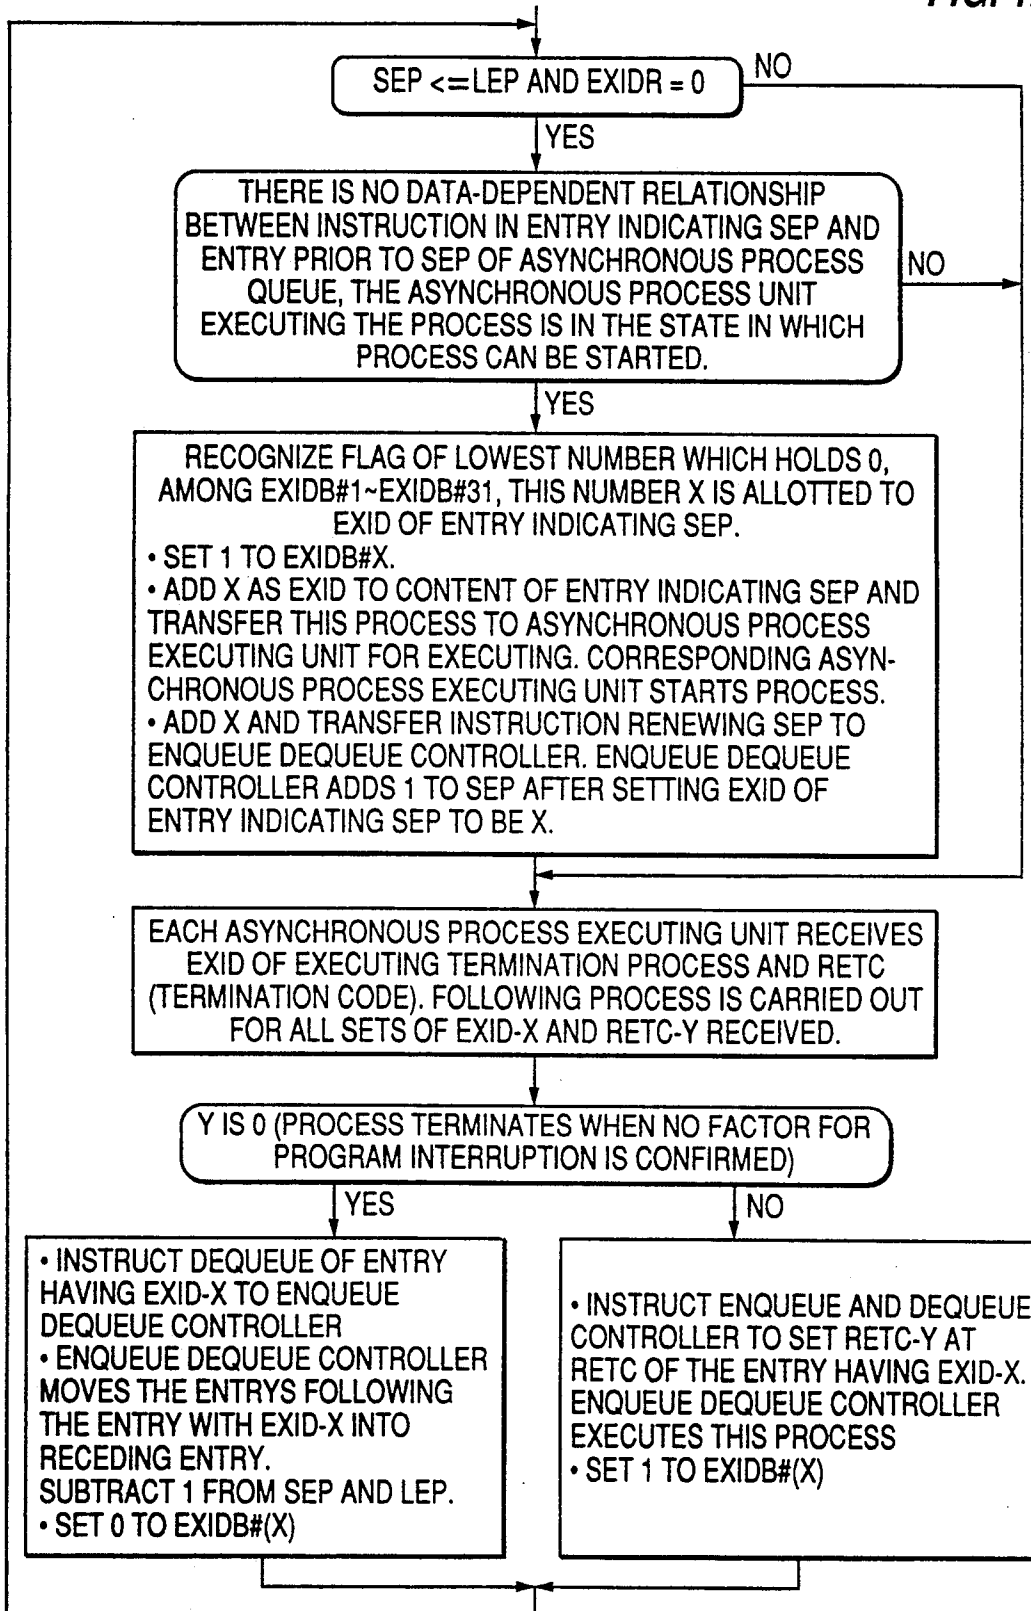 SEP <=LEP AND EXIDR = 0
NO
YES
THERE IS NO DATA-DEPENDENT RELATIONSHIP
BETWEEN INSTRUCTION IN ENTRY INDICATING SEP AND
ENTRY PRIOR TO SEP OF ASYNCHRONOUS PROCESS
QUEUE, THE ASYNCHRONOUS PROCESS UNIT
EXECUTING THE PROCESS IS IN THE STATE IN WHICH
PROCESS CAN BE STARTED.
NO
YES
RECOGNIZE FLAG OF LOWEST NUMBER WHICH HOLDS 0,
AMONG EXIDB#1~EXIDB#31, THIS NUMBER X IS ALLOTTED TO
EXID OF ENTRY INDICATING SEP.
• SET 1 TO EXIDB#X.
• ADD X AS EXID TO CONTENT OF ENTRY INDICATING SEP AND
TRANSFER THIS PROCESS TO ASYNCHRONOUS PROCESS
EXECUTING UNIT FOR EXECUTING. CORRESPONDING ASYN-
CHRONOUS PROCESS EXECUTING UNIT STARTS PROCESS.
• ADD X AND TRANSFER INSTRUCTION RENEWING SEP TO
ENQUEUE DEQUEUE CONTROLLER. ENQUEUE DEQUEUE
CONTROLLER ADDS 1 TO SEP AFTER SETTING EXID OF
ENTRY INDICATING SEP TO BE X.
EACH ASYNCHRONOUS PROCESS EXECUTING UNIT RECEIVES
EXID OF EXECUTING TERMINATION PROCESS AND RETC
(TERMINATION CODE). FOLLOWING PROCESS IS CARRIED OUT
FOR ALL SETS OF EXID-X AND RETC-Y RECEIVED.
Y IS 0 (PROCESS TERMINATES WHEN NO FACTOR FOR
PROGRAM INTERRUPTION IS CONFIRMED)
YES
NO
• INSTRUCT DEQUEUE OF ENTRY
HAVING EXID-X TO ENQUEUE
DEQUEUE CONTROLLER
• ENQUEUE DEQUEUE CONTROLLER
MOVES THE ENTRYS FOLLOWING
THE ENTRY WITH EXID-X INTO
RECEDING ENTRY.
SUBTRACT 1 FROM SEP AND LEP.
• SET 0 TO EXIDB#(X)
• INSTRUCT ENQUEUE AND DEQUEUE
CONTROLLER TO SET RETC-Y AT
RETC OF THE ENTRY HAVING EXID-X.
ENQUEUE DEQUEUE CONTROLLER
EXECUTES THIS PROCESS
• SET 1 TO EXIDB#(X)